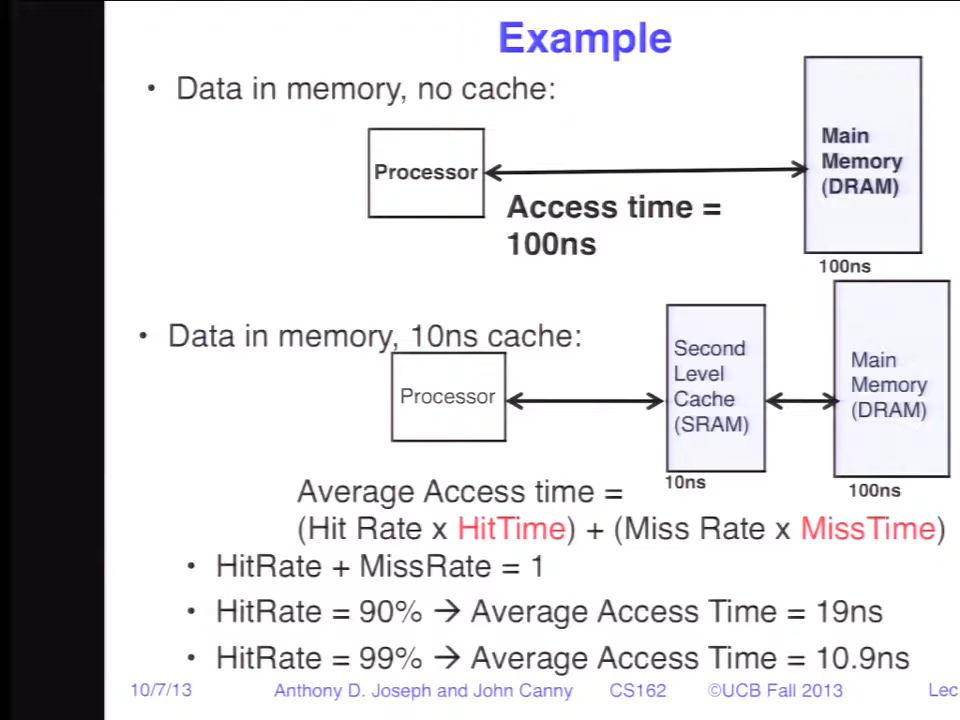 Example
• Data in memory, no cache:
Processor
Main
Memory
(DRAM)
Access time =
100ns
100ns
• Data in memory, 10ns cache:
Processor
Second
Level
Cache
(SRAM)
Main
Memory
(DRAM)
10ns
100ns
Average Access time =
(Hit Rate x HitTime) + (Miss Rate x MissTime)
• HitRate + MissRate = 1
• HitRate = 90% → Average Access Time = 19ns
• HitRate = 99% → Average Access Time = 10.9ns
10/7/13 Anthony D. Joseph and John Canny CS162 ©UCB Fall 2013 Lec